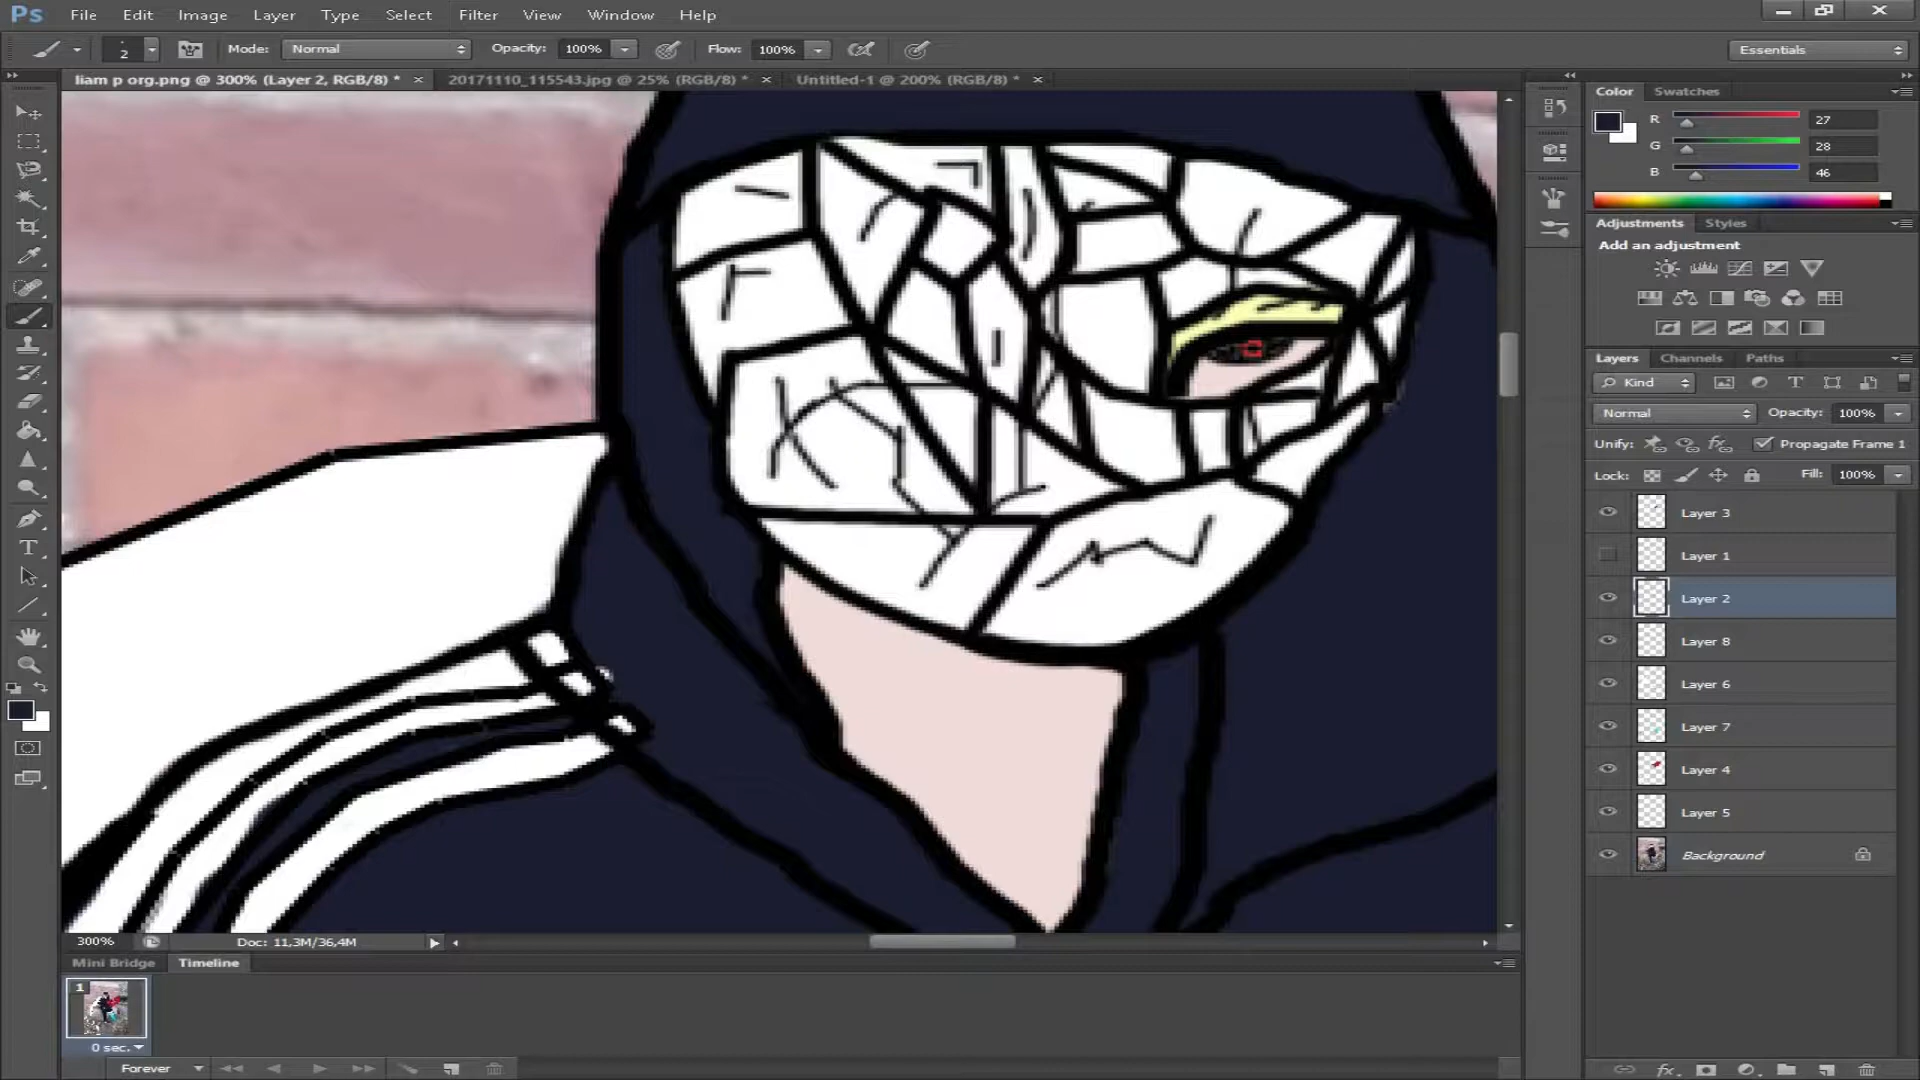 Ps File Edit Image Layer Type Select Filter View Window Help
2 Mode: Normal Opacity: 100% Flow: 100% Essentials
liam p org.png @ 300% (Layer 2, RGB/8) * × 20171110_115543.jpg @ 25% (RGB/8) * × Untitled-1 @ 200% (RGB/8) * ×
Color Swatches
R 27
G 28
B 46
Adjustments Styles
Add an adjustment
Layers Channels Paths
Kind
Normal Opacity: 100%
Unify: Propagate Frame 1
Lock: Fill: 100%
Layer 3
Layer 1
Layer 2
Layer 8
Layer 6
Layer 7
Layer 4
Layer 5
Background
300% Doc: 11,3M/36,4M
Mini Bridge Timeline
1
0 sec.
Forever